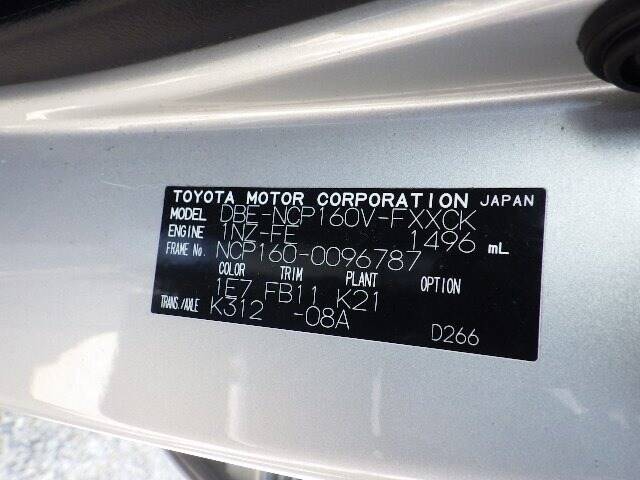 TOYOTA MOTOR CORPORATION JAPAN
MODEL DBE-NCP160V-FXXCK
ENGINE 1NZ-FE 1496 mL
FRAME No. NCP160-0096787
COLOR TRIM PLANT OPTION
1E7 FB11 K21
TRANS./AXLE K312 -08A
D266